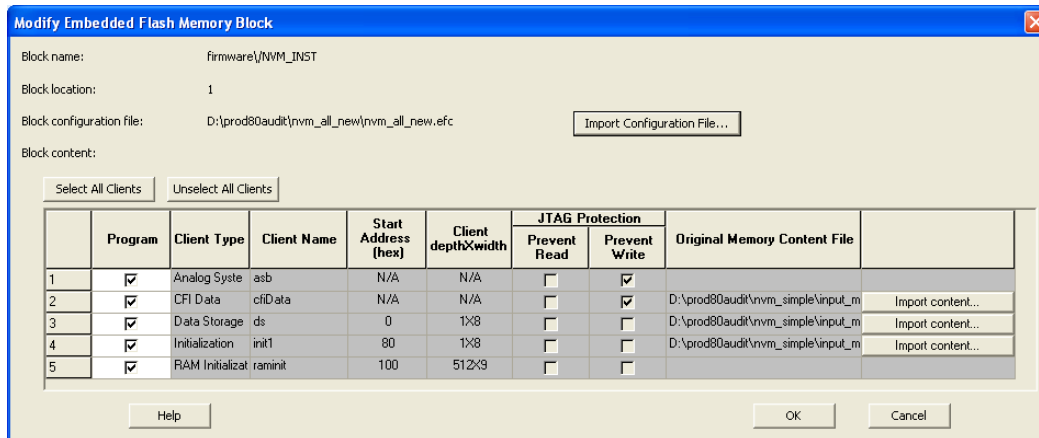 Modify Embedded Flash Memory Block
Block name: firmware\/NVM_INST
Block location: 1
Block configuration file: D:\prod80audit\nvm_all_new\nvm_all_new.efc Import Configuration File...
Block content:
Select All Clients Unselect All Clients
Program Client Type Client Name Start Address (hex) Client depthXwidth JTAG Protection Prevent Read Prevent Write Original Memory Content File
1 Analog Syste asb N/A N/A
2 CFI Data cfiData N/A N/A D:\prod80audit\nvm_simple\input_m Import content...
3 Data Storage ds 0 1X8 D:\prod80audit\nvm_simple\input_m Import content...
4 Initialization init1 80 1X8 D:\prod80audit\nvm_simple\input_m Import content...
5 RAM Initializat raminit 100 512X9
Help OK Cancel